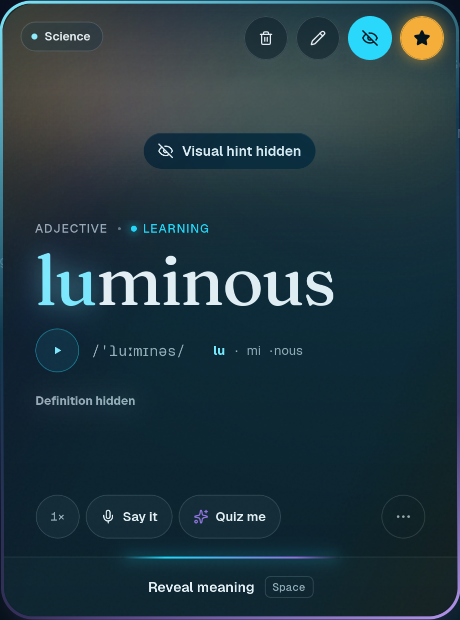 Science
Visual hint hidden
ADJECTIVE • LEARNING
luminous
/ˈluːmɪnəs/ lu · mi ·nous
Definition hidden
1× Say it Quiz me ...
Reveal meaning Space